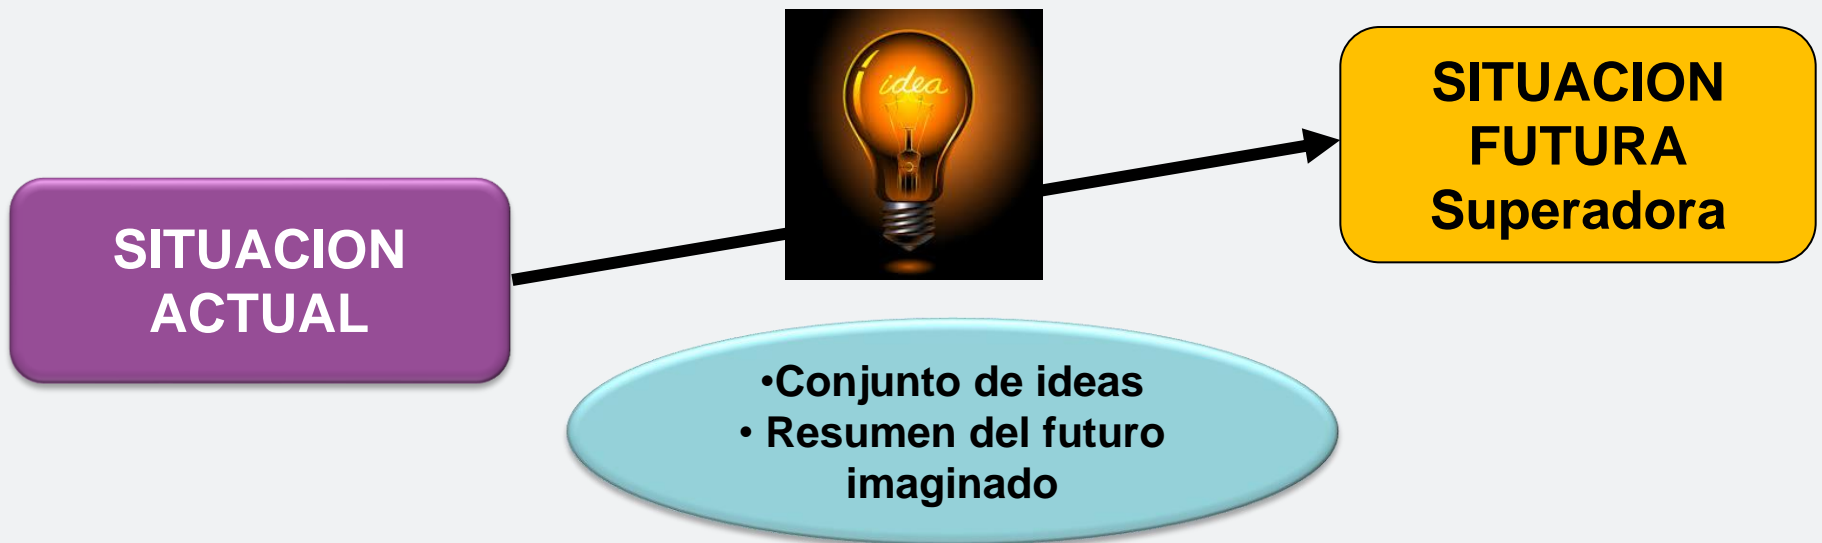 SITUACION
ACTUAL
idea
SITUACION
FUTURA
Superadora
•Conjunto de ideas
• Resumen del futuro
imaginado